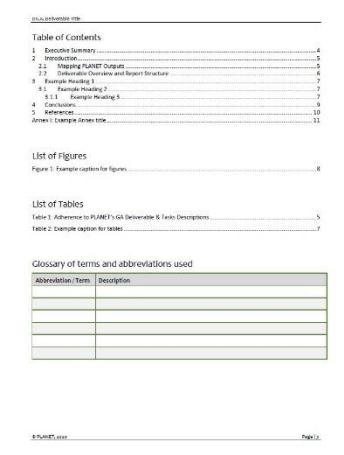 Deliverable title
Table of Contents
1 Executive Summary 4
2 Introduction 5
2.1 Mapping PLANET Outputs 5
2.2 Deliverable Overview and Report Structure 6
3 Example Heading 1 7
3.1 Example Heading 2 7
3.1.1 Example Heading 3 7
4 Conclusions 9
5 References 10
Annex I: Example Annex title 11
List of Figures
Figure 1: Example caption for figures 8
List of Tables
Table 1: Adherence to PLANET's GA Deliverable & Tasks Descriptions 5
Table 2: Example caption for tables 7
Glossary of terms and abbreviations used
Abbreviation / Term Description
© PLANET, 2020 Page | 3